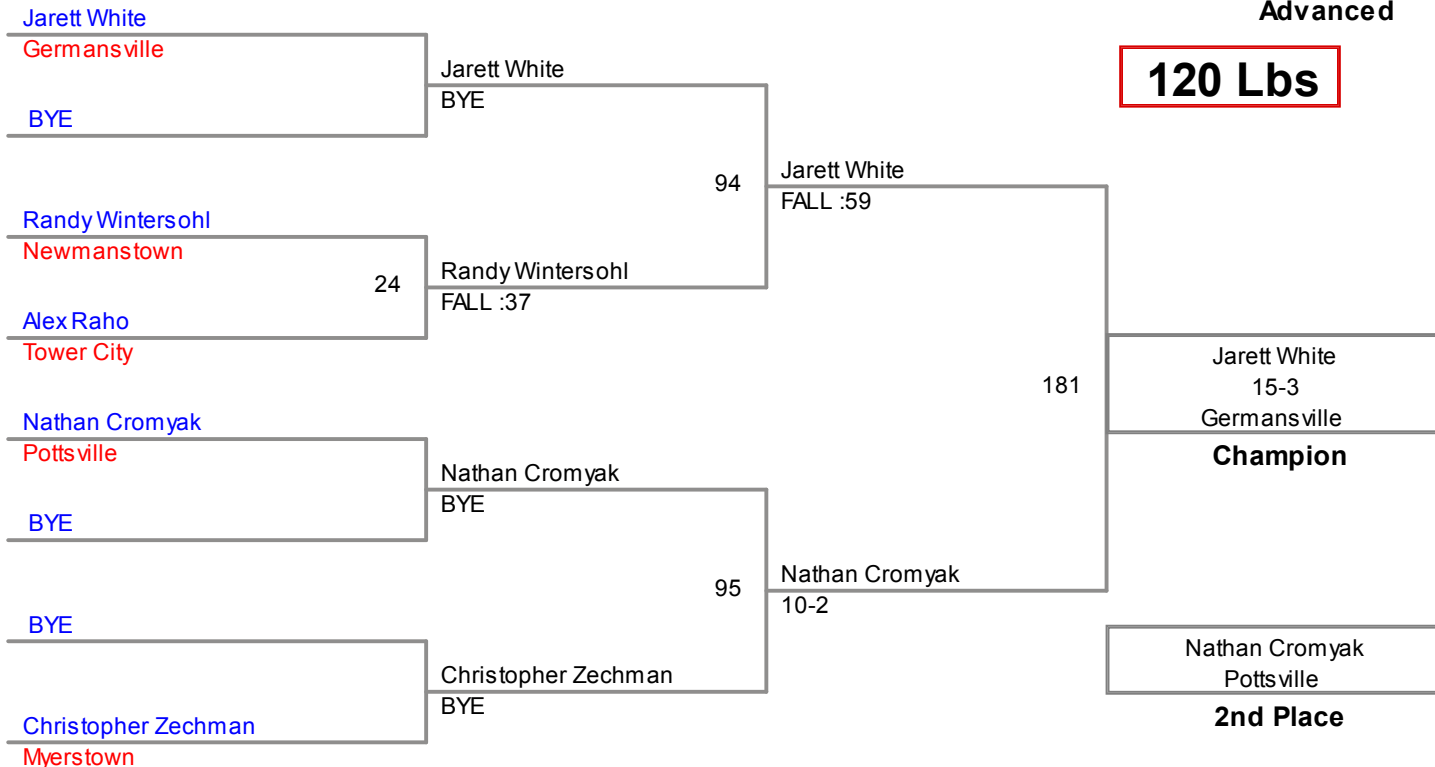 Advanced
120 Lbs
Jarett White
Germansville
BYE
Randy Wintersohl
Newmanstown
24
Alex Raho
Tower City
Nathan Cromyak
Pottsville
BYE
BYE
Christopher Zechman
Myerstown
Jarett White
BYE
94
Randy Wintersohl
FALL :37
Nathan Cromyak
BYE
95
Christopher Zechman
BYE
Jarett White
FALL :59
181
Nathan Cromyak
10-2
Jarett White
15-3
Germansville
Champion
Nathan Cromyak
Pottsville
2nd Place